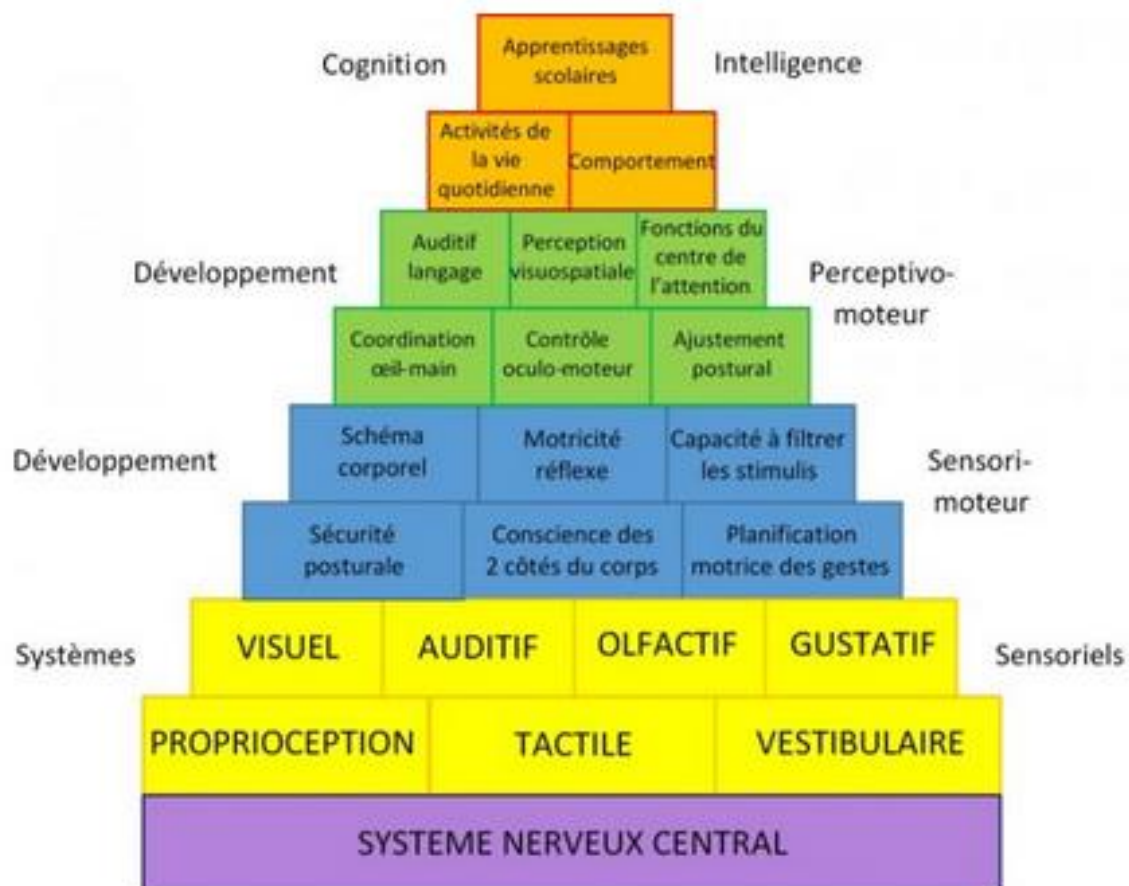 Cognition
Apprentissages
scolaires
Intelligence
Activités de
la vie
quotidienne
Comportement
Développement
Auditif
langage
Perception
visuospatiale
Fonctions du
centre de
l'attention
Perceptivo-
moteur
Coordination
œil-main
Contrôle
oculo-moteur
Ajustement
postural
Développement
Schéma
corporel
Motricité
réflexe
Capacité à filtrer
les stimulis
Sensori-
moteur
Sécurité
posturale
Conscience des
2 côtés du corps
Planification
motrice des gestes
Systèmes
VISUEL
AUDITIF
OLFACTIF
GUSTATIF
Sensoriels
PROPRIOCEPTION
TACTILE
VESTIBULAIRE
SYSTEME NERVEUX CENTRAL